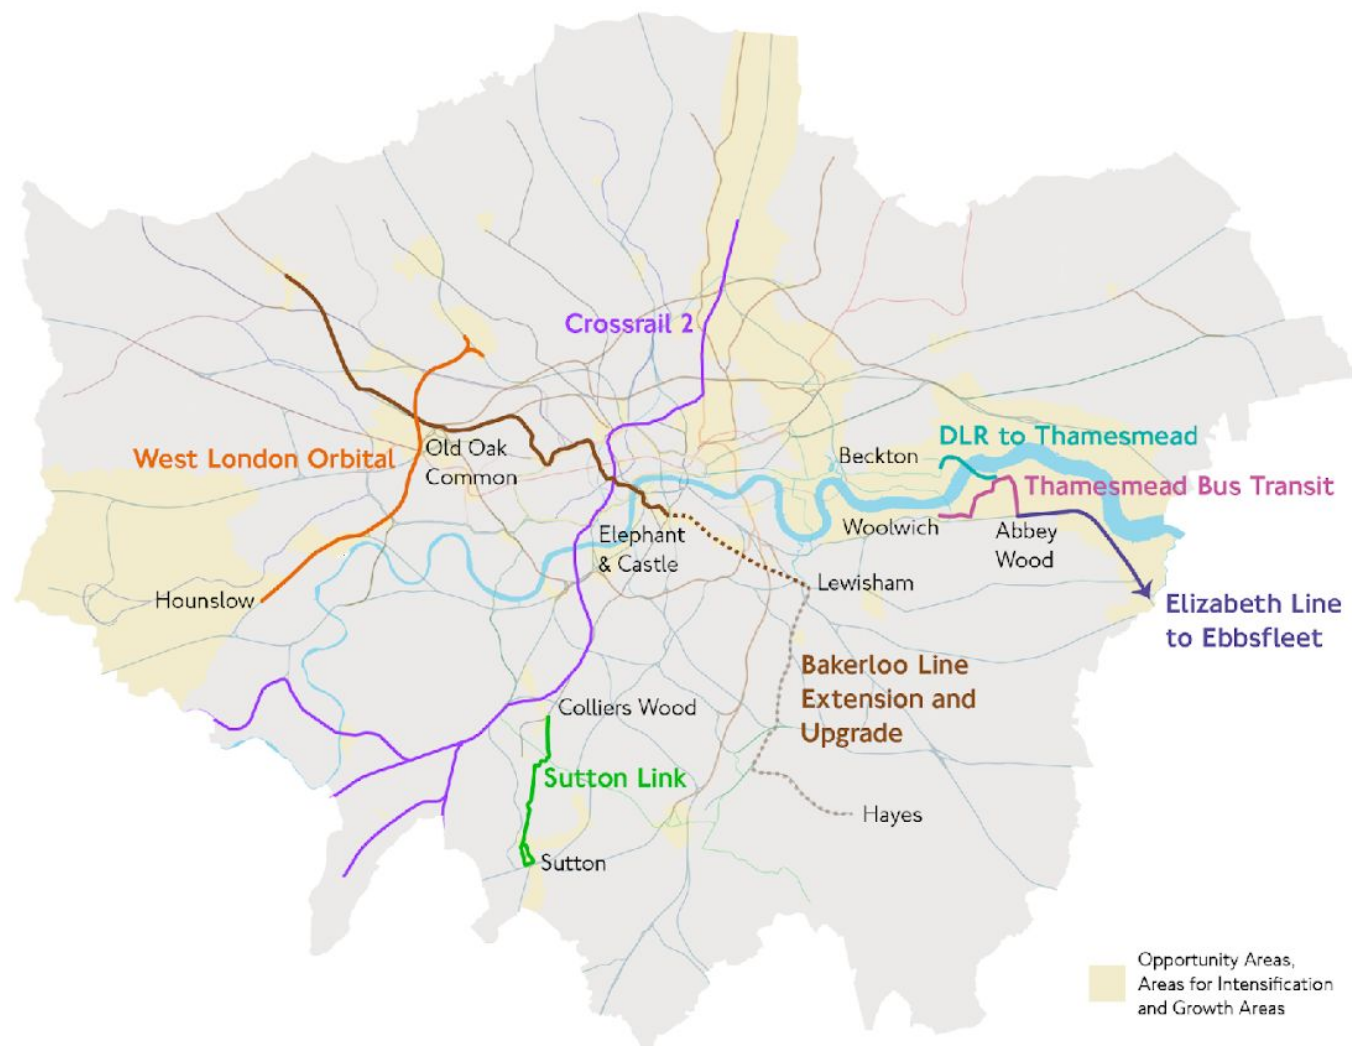 Crossrail 2
West London Orbital
Old Oak
Common
Beckton
DLR to Thamesmead
Thamesmead Bus Transit
Woolwich
Abbey
Wood
Elephant
& Castle
Lewisham
Hounslow
Elizabeth Line
to Ebbsfleet
Bakerloo Line
Extension and
Upgrade
Colliers Wood
Sutton Link
Hayes
Sutton
Opportunity Areas,
Areas for Intensification
and Growth Areas